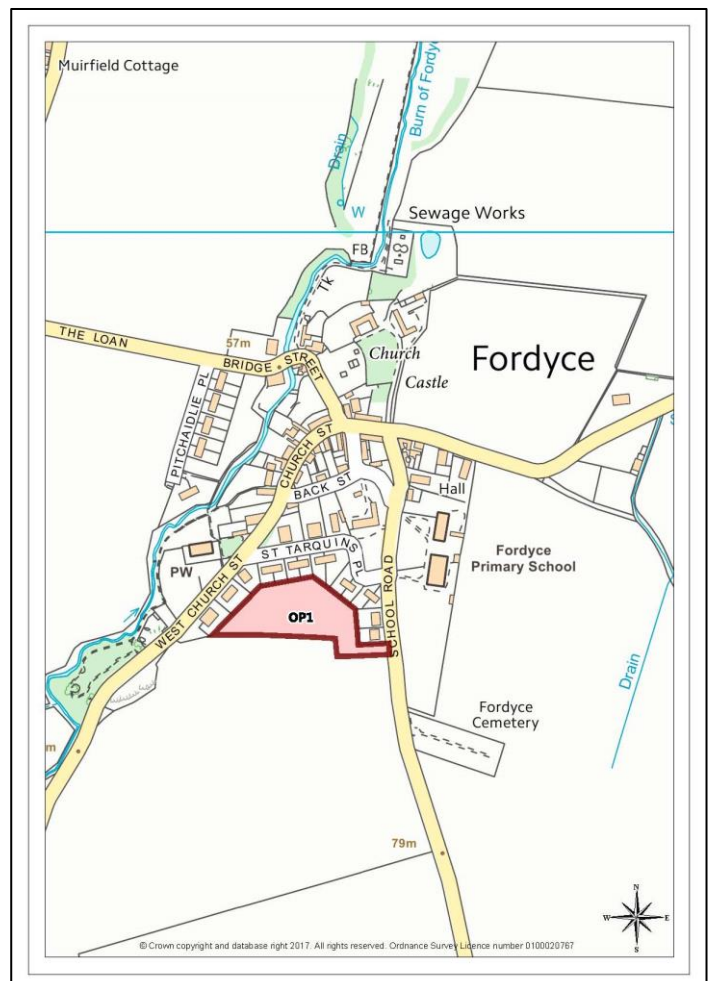 Muirfield Cottage
Burn of Fordyc
Drain
W
Sewage Works
FB
Tk
THE LOAN
57m
BRIDGE STREET
Church
Castle
Fordyce
PITCHAIDLIE PL
CHURCH ST
BACK ST
Hall
ST TARQUINS PL
PW
Fordyce
Primary School
WEST CHURCH ST
OP1
SCHOOL ROAD
Drain
Fordyce
Cemetery
m
79m
N
W
E
S
© Crown copyright and database right 2017. All rights reserved. Ordnance Survey Licence number 0100020767